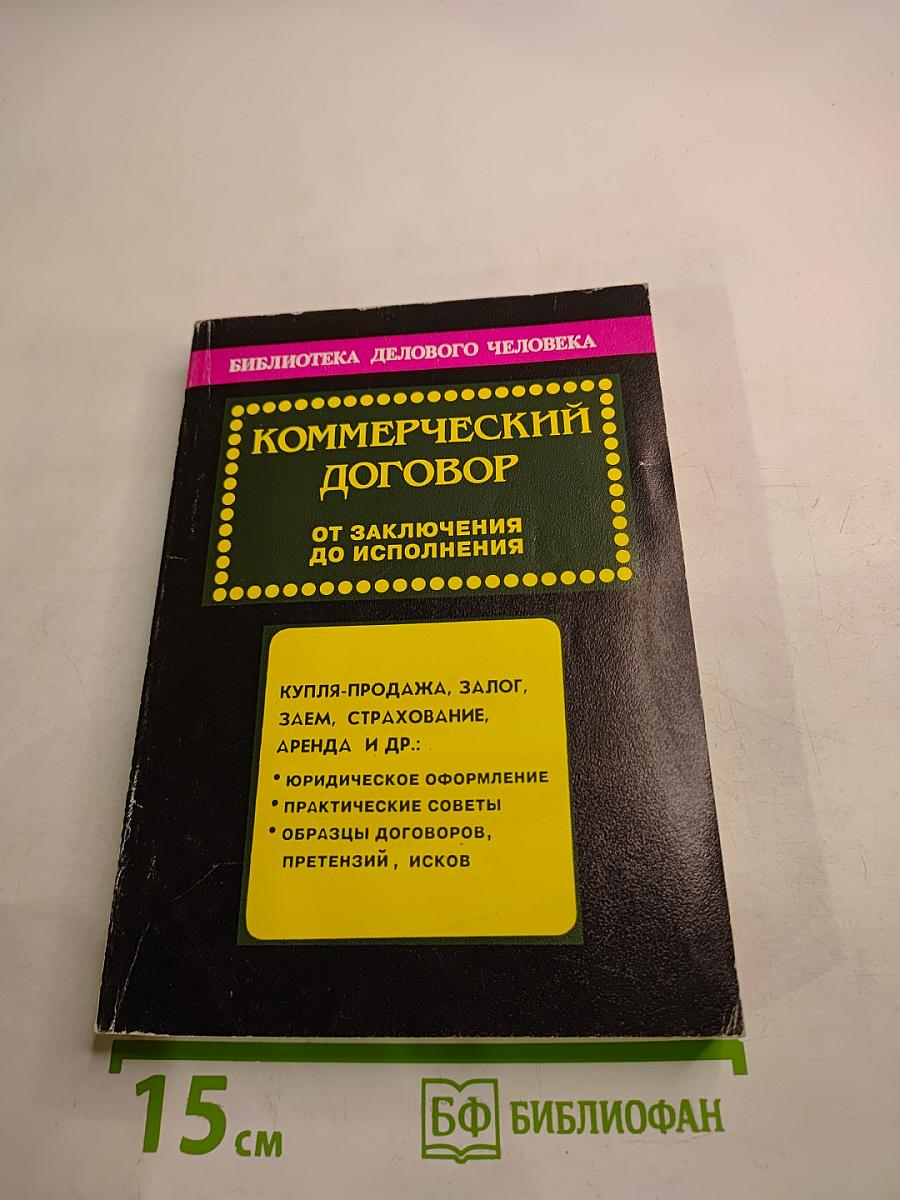 БИБЛИОТЕКА ДЕЛОВОГО ЧЕЛОВЕКА
КОММЕРЧЕСКИЙ
ДОГОВОР
ОТ ЗАКЛЮЧЕНИЯ
ДО ИСПОЛНЕНИЯ
КУПЛЯ-ПРОДАЖА, ЗАЛОГ,
ЗАЕМ, СТРАХОВАНИЕ,
АРЕНДА И ДР.:
• ЮРИДИЧЕСКОЕ ОФОРМЛЕНИЕ
• ПРАКТИЧЕСКИЕ СОВЕТЫ
• ОБРАЗЦЫ ДОГОВОРОВ,
ПРЕТЕНЗИЙ, ИСКОВ
15 см
БФ БИБЛИОФАН